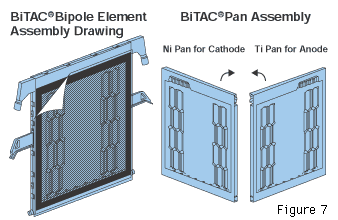 BiTAC®Bipole Element
Assembly Drawing
BiTAC®Pan Assembly
Ni Pan for Cathode
Ti Pan for Anode
Figure 7